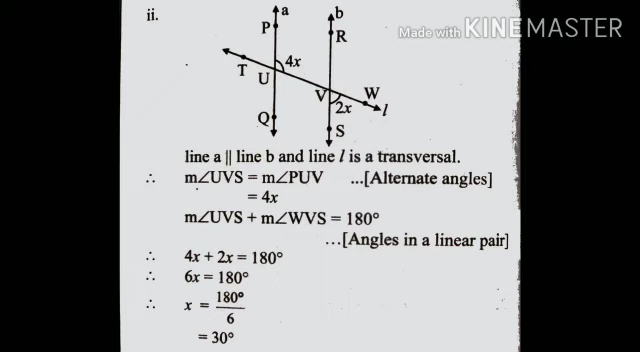 ii.
a
b
P
R
Made with KINEMASTER
4x
T
U
V
W
2x
l
Q
S
line a || line b and line l is a transversal.
∴ m∠UVS = m∠PUV ...[Alternate angles]
= 4x
m∠UVS + m∠WVS = 180°
...[Angles in a linear pair]
∴ 4x + 2x = 180°
∴ 6x = 180°
∴ x = 180°/6
= 30°